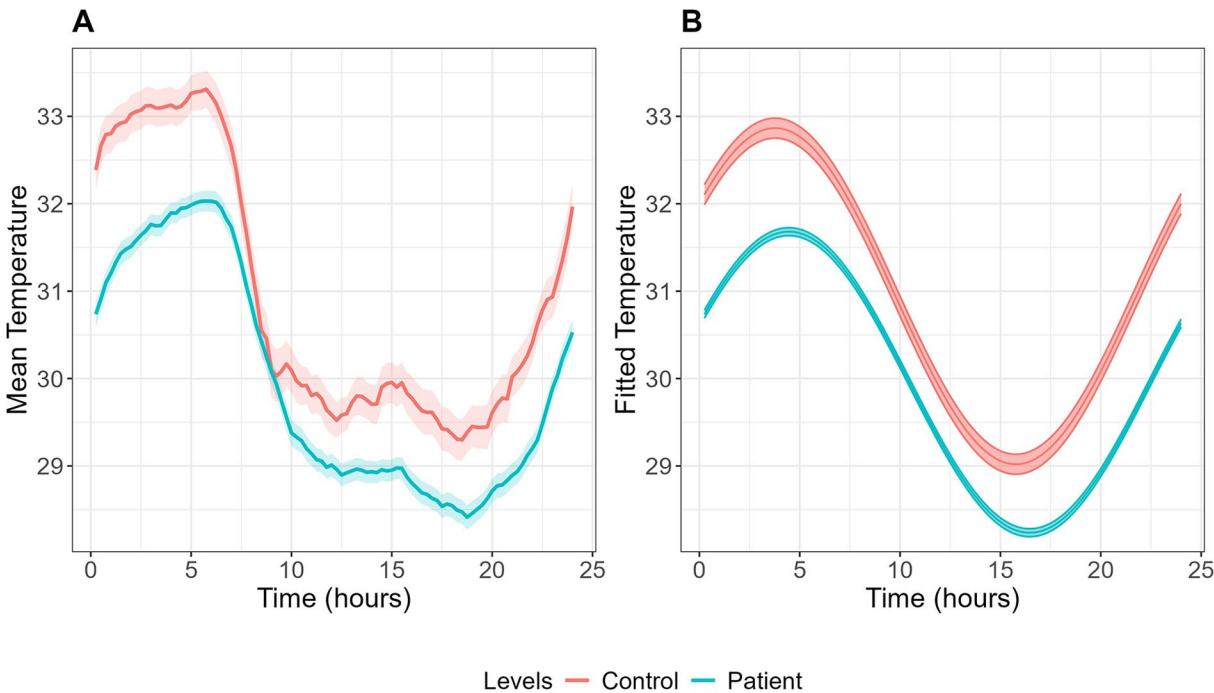 A
B
Mean Temperature
33
32
31
30
29
0 5 10 15 20 25
Time (hours)
Fitted Temperature
33
32
31
30
29
0 5 10 15 20 25
Time (hours)
Levels Control Patient